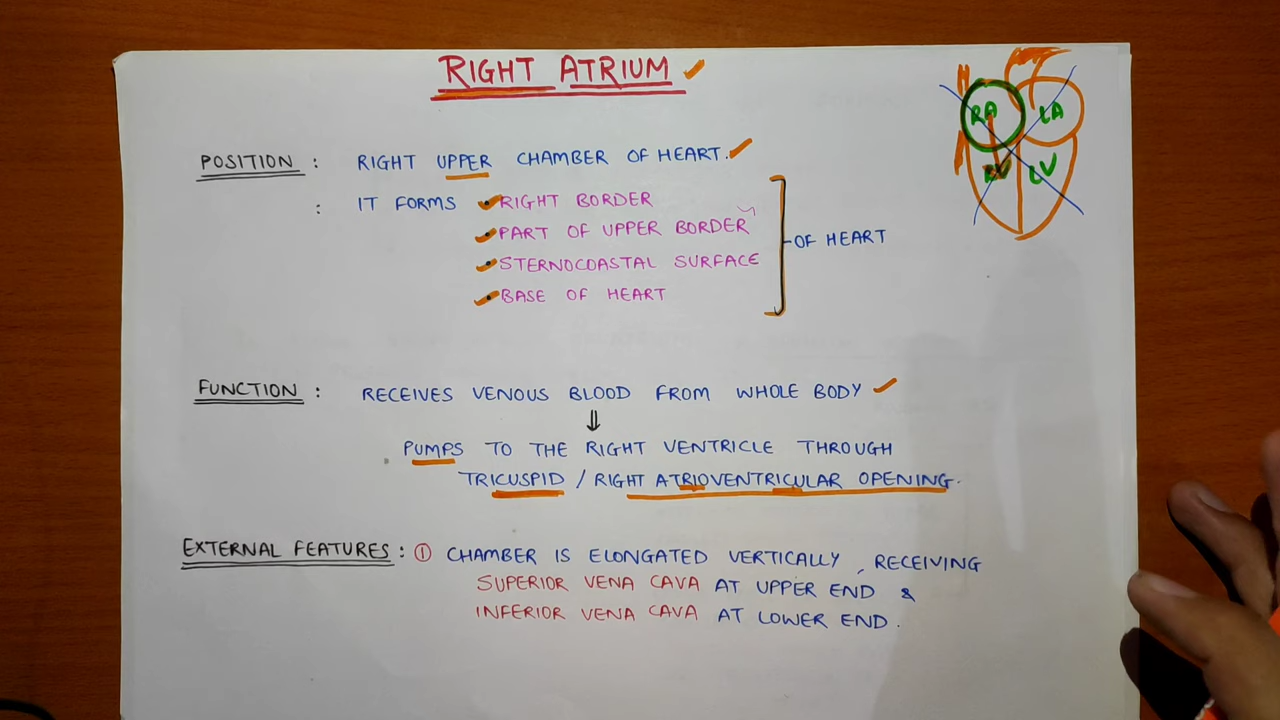 RIGHT ATRIUM
POSITION : RIGHT UPPER CHAMBER OF HEART.
: IT FORMS • RIGHT BORDER
• PART OF UPPER BORDER
• STERNOCOASTAL SURFACE
• BASE OF HEART
OF HEART
RA LA
RV LV
FUNCTION : RECEIVES VENOUS BLOOD FROM WHOLE BODY
⇓
PUMPS TO THE RIGHT VENTRICLE THROUGH
TRICUSPID / RIGHT ATRIOVENTRICULAR OPENING.
EXTERNAL FEATURES : ① CHAMBER IS ELONGATED VERTICALLY, RECEIVING
SUPERIOR VENA CAVA AT UPPER END &
INFERIOR VENA CAVA AT LOWER END.